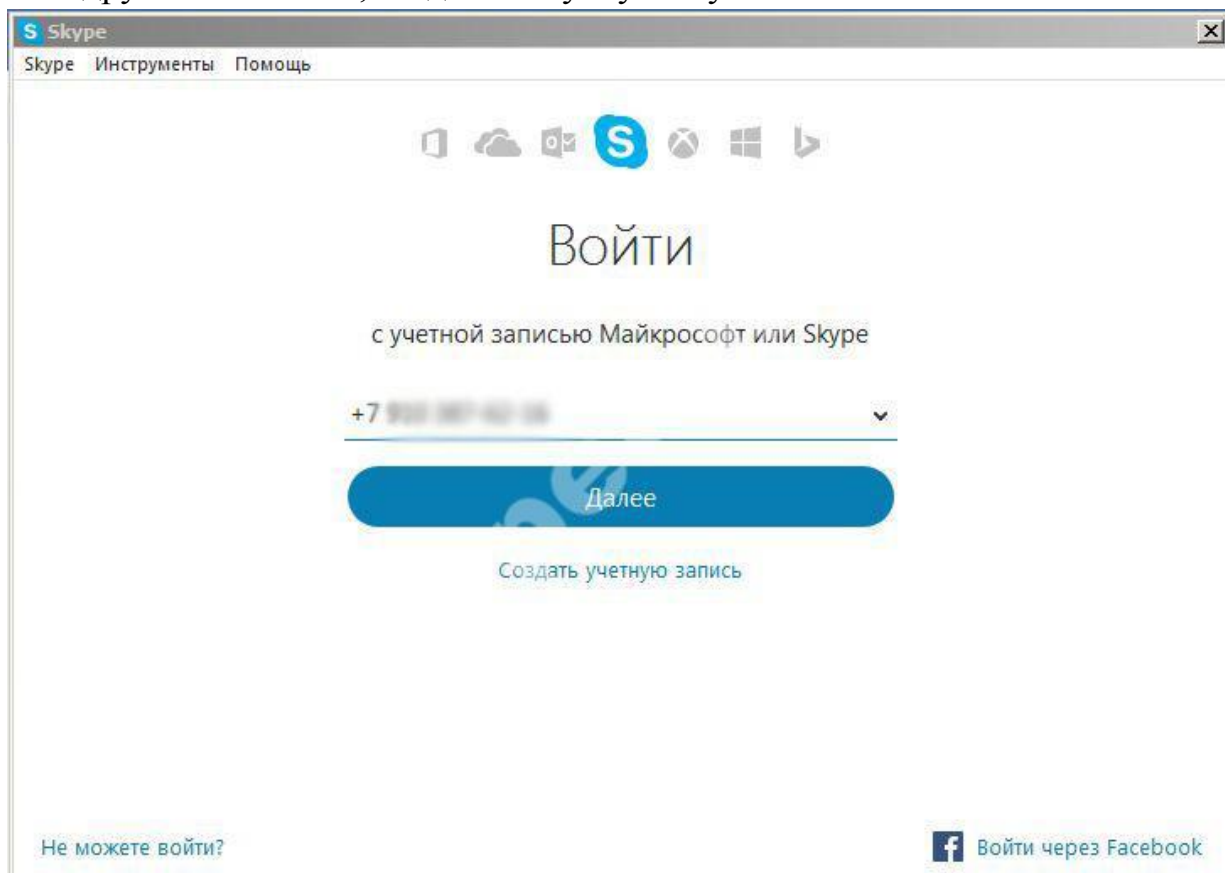 Skype
Skype Инструменты Помощь
Войти
с учетной записью Майкрософт или Skype
+7
Далее
Создать учетную запись
Не можете войти?
Войти через Facebook